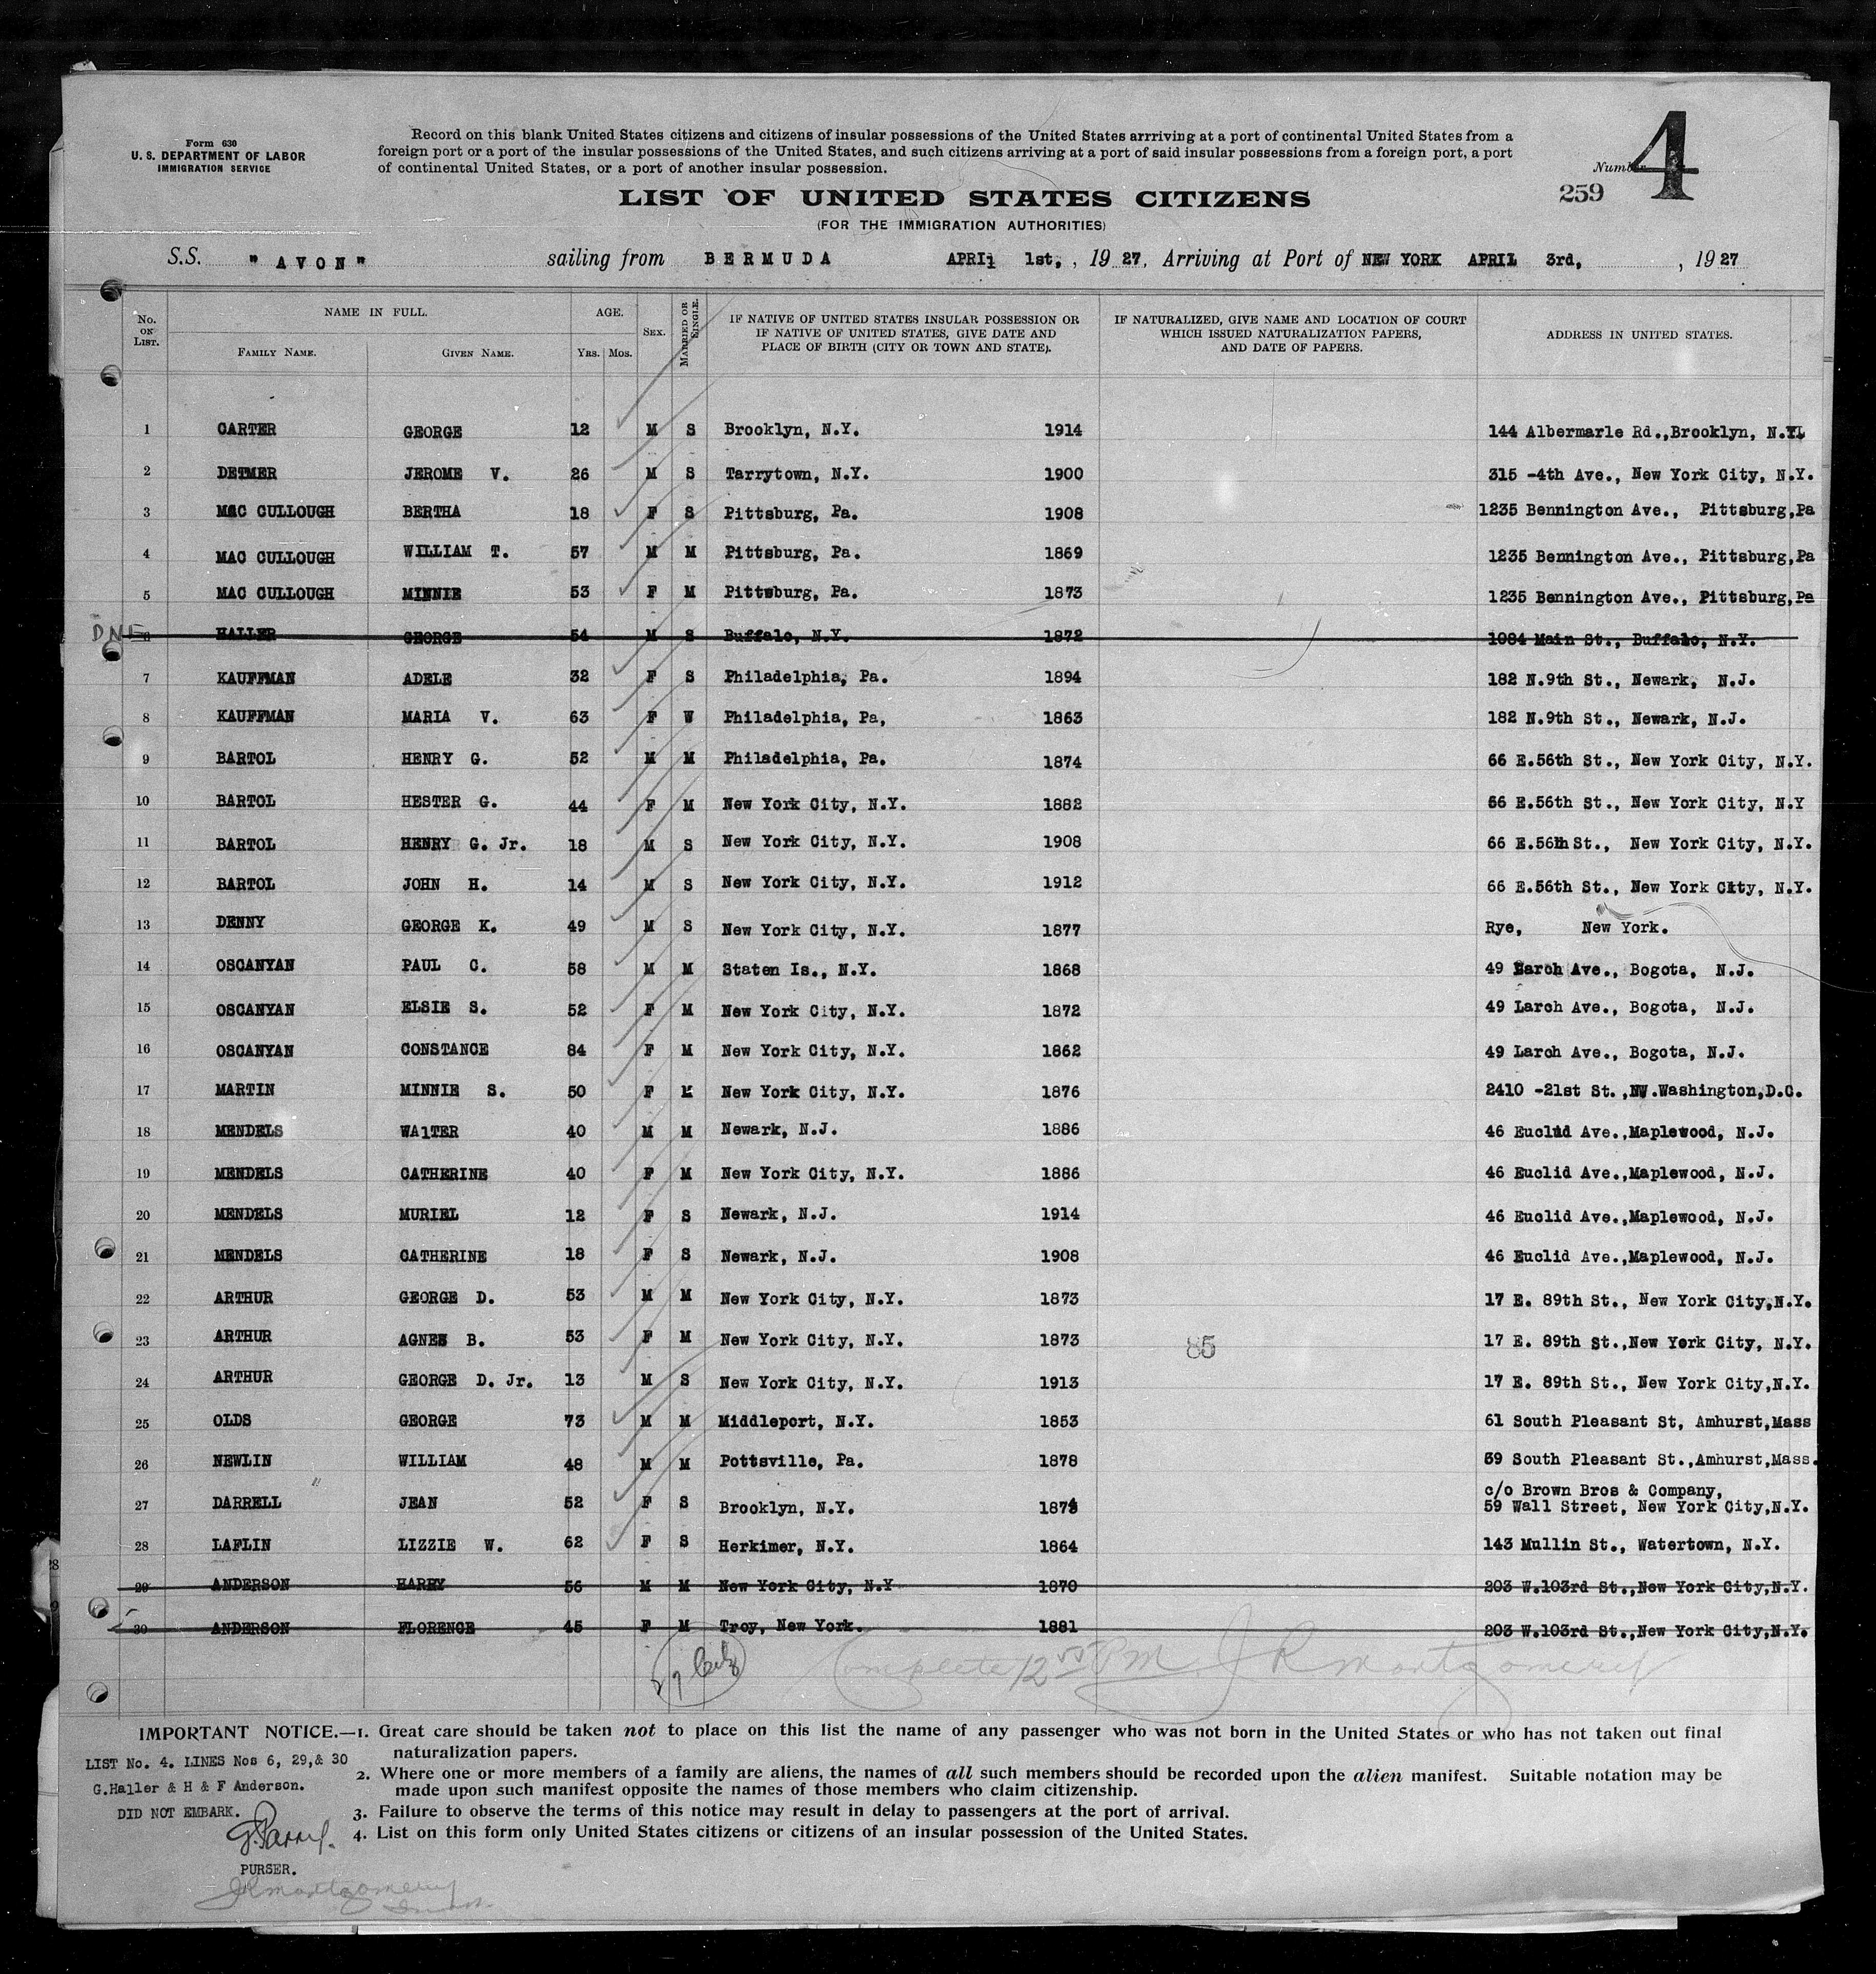 Form 630
U. S. DEPARTMENT OF LABOR
IMMIGRATION SERVICE
Record on this blank United States citizens and citizens of insular possessions of the United States arrriving at a port of continental United States from a
foreign port or a port of the insular possessions of the United States, and such citizens arriving at a port of said insular possessions from a foreign port, a port
of continental United States, or a port of another insular possession.
Number 4
259
LIST OF UNITED STATES CITIZENS
(FOR THE IMMIGRATION AUTHORITIES)
S.S. "AVON" sailing from BERMUDA APRIl 1st, , 1927, Arriving at Port of NEW YORK APRIL 3rd, , 1927
No. ON LIST.
NAME IN FULL.
FAMILY NAME. GIVEN NAME.
AGE.
YRS. MOS.
SEX.
MARRIED OR SINGLE.
IF NATIVE OF UNITED STATES INSULAR POSSESSION OR
IF NATIVE OF UNITED STATES, GIVE DATE AND
PLACE OF BIRTH (CITY OR TOWN AND STATE).
IF NATURALIZED, GIVE NAME AND LOCATION OF COURT
WHICH ISSUED NATURALIZATION PAPERS,
AND DATE OF PAPERS.
ADDRESS IN UNITED STATES.
1 CARTER GEORGE 12 M S Brooklyn, N.Y. 1914 144 Albermarle Rd.,Brooklyn, N.Y.
2 DETMER JEROME V. 26 M S Tarrytown, N.Y. 1900 315 -4th Ave., New York City, N.Y.
3 MAC CULLOUGH BERTHA 18 F S Pittsburg, Pa. 1908 1235 Bennington Ave., Pittsburg,Pa
4 MAC CULLOUGH WILLIAM T. 57 M M Pittsburg, Pa. 1869 1235 Bennington Ave., Pittsburg,Pa
5 MAC CULLOUGH MINNIE 53 F M Pittsburg, Pa. 1873 1235 Bennington Ave., Pittsburg,Pa
DNE 6 HALLER GEORGE 54 M S Buffalo, N.Y. 1872 1084 Main St., Buffalo, N.Y.
7 KAUFFMAN ADELE 32 F S Philadelphia, Pa. 1894 182 N.9th St., Newark, N.J.
8 KAUFFMAN MARIA V. 63 F W Philadelphia, Pa, 1863 182 N.9th St., Newark, N.J.
9 BARTOL HENRY G. 52 M M Philadelphia, Pa. 1874 66 E.56th St., New York City, N.Y.
10 BARTOL HESTER G. 44 F M New York City, N.Y. 1882 66 E.56th St., New York City, N.Y
11 BARTOL HENRY G. Jr. 18 M S New York City, N.Y. 1908 66 E.56th St., New York City, N.Y.
12 BARTOL JOHN H. 14 M S New York City, N.Y. 1912 66 E.56th St., New York City, N.Y.
13 DENNY GEORGE K. 49 M S New York City, N.Y. 1877 Rye, New York.
14 OSCANYAN PAUL C. 58 M M Staten Is., N.Y. 1868 49 Larch Ave., Bogota, N.J.
15 OSCANYAN ELSIE S. 52 F M New York City, N.Y. 1872 49 Larch Ave., Bogota, N.J.
16 OSCANYAN CONSTANCE 84 F M New York City, N.Y. 1862 49 Larch Ave., Bogota, N.J.
17 MARTIN MINNIE S. 50 F M New York City, N.Y. 1876 2410 -21st St.,NW.Washington,D.C.
18 MENDELS WAlTER 40 M M Newark, N.J. 1886 46 Euclid Ave.,Maplewood, N.J.
19 MENDELS CATHERINE 40 F M New York City, N.Y. 1886 46 Euclid Ave.,Maplewood, N.J.
20 MENDELS MURIEL 12 F S Newark, N.J. 1914 46 Euclid Ave.,Maplewood, N.J.
21 MENDELS CATHERINE 18 F S Newark, N.J. 1908 46 Euclid Ave.,Maplewood, N.J.
22 ARTHUR GEORGE D. 53 M M New York City, N.Y. 1873 17 E. 89th St., New York City,N.Y.
23 ARTHUR AGNES B. 53 F M New York City, N.Y. 1873 85 17 E. 89th St.,New York City, N.Y.
24 ARTHUR GEORGE D. Jr. 13 M S New York City, N.Y. 1913 17 E. 89th St., New York City,N.Y.
25 OLDS GEORGE 73 M M Middleport, N.Y. 1853 61 South Pleasant St, Amhurst,Mass
26 NEWLIN WILLIAM 48 M M Pottsville, Pa. 1878 59 South Pleasant St.,Amhurst,Mass.
c/o Brown Bros & Company,
27 DARRELL JEAN 52 F S Brooklyn, N.Y. 1874 59 Wall Street, New York City,N.Y.
28 LAFLIN LIZZIE W. 62 F S Herkimer, N.Y. 1864 143 Mullin St., Watertown, N.Y.
29 ANDERSON HARRY 56 M M New York City, N.Y 1870 203 W.103rd St.,New York City,N.Y.
30 ANDERSON FLORENCE 45 F M Troy, New York. 1881 203 W.103rd St.,New York City,N.Y.
Complete 12 PM JRMontgomery
IMPORTANT NOTICE.—1. Great care should be taken not to place on this list the name of any passenger who was not born in the United States or who has not taken out final
naturalization papers.
2. Where one or more members of a family are aliens, the names of all such members should be recorded upon the alien manifest. Suitable notation may be
made upon such manifest opposite the names of those members who claim citizenship.
3. Failure to observe the terms of this notice may result in delay to passengers at the port of arrival.
4. List on this form only United States citizens or citizens of an insular possession of the United States.
LIST No. 4. LINES Nos 6, 29,& 30
G.Haller & H & F Anderson.
DID NOT EMBARK.
PURSER.
JRMontgomery